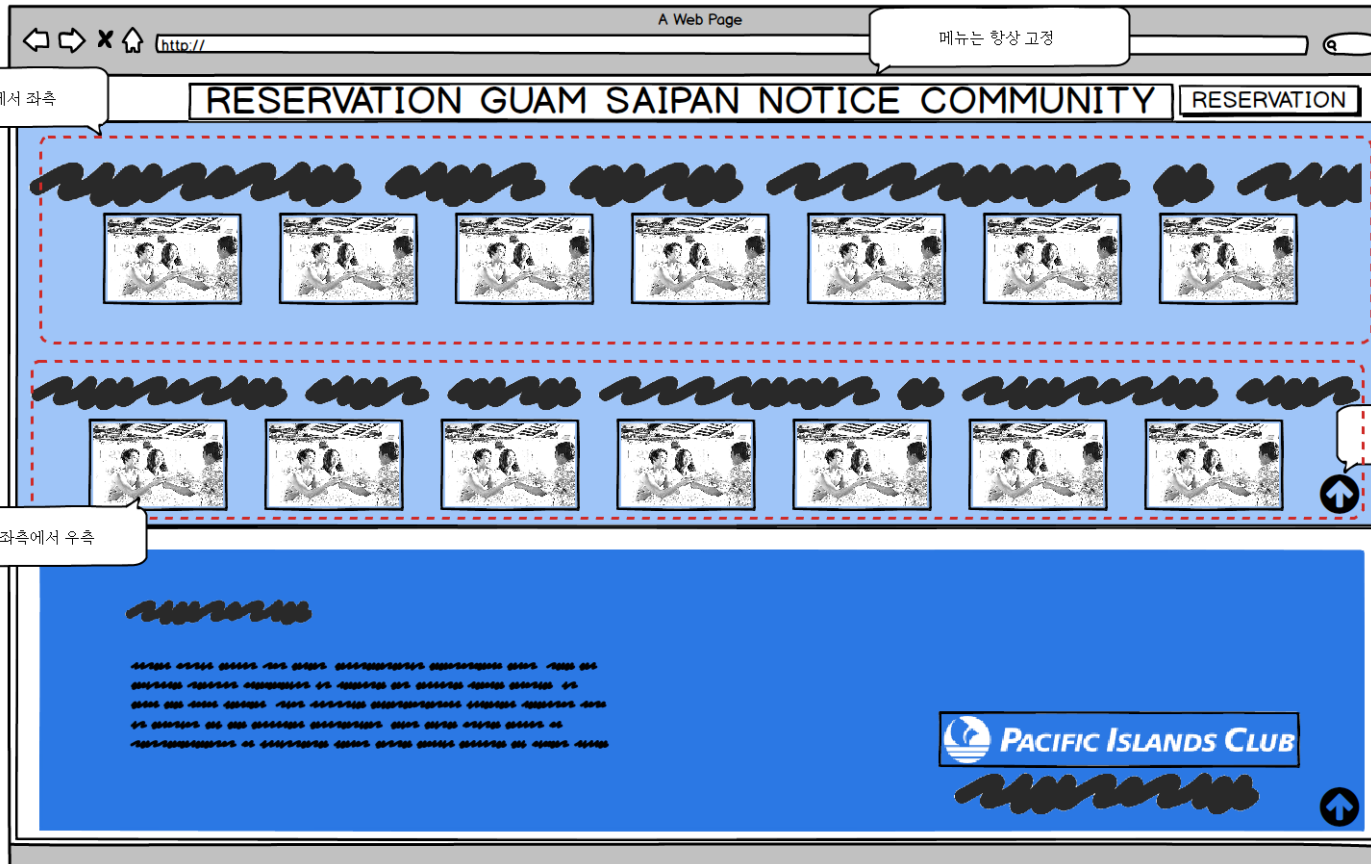 A Web Page
http://
메뉴는 항상 고정
에서 좌측
RESERVATION GUAM SAIPAN NOTICE COMMUNITY
RESERVATION
좌측에서 우측
PACIFIC ISLANDS CLUB